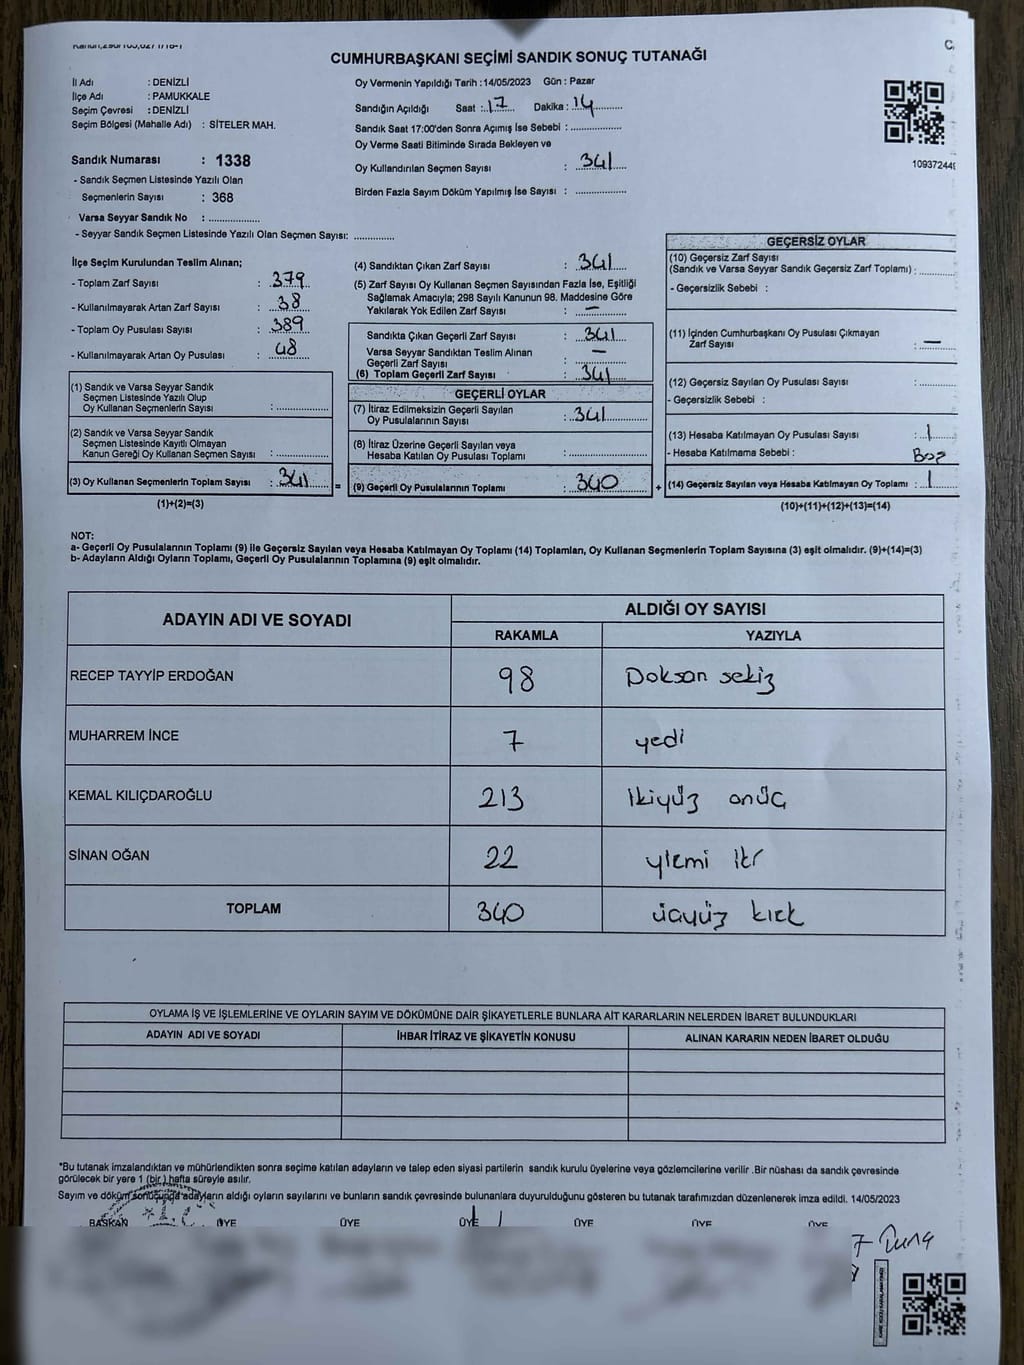 CUMHURBAŞKANI SEÇİMİ SANDIK SONUÇ TUTANAĞI
İl Adı : DENİZLİ
İlçe Adı : PAMUKKALE
Seçim Çevresi : DENİZLİ
Seçim Bölgesi (Mahalle Adı) : SİTELER MAH.
Sandık Numarası : 1338
- Sandık Seçmen Listesinde Yazılı Olan
Seçmenlerin Sayısı : 368
Varsa Seyyar Sandık No : ..................
- Seyyar Sandık Seçmen Listesinde Yazılı Olan Seçmen Sayısı: ..............
Oy Vermenin Yapıldığı Tarih :14/05/2023 Gün : Pazar
Sandığın Açıldığı Saat :17 Dakika :14
Sandık Saat 17:00'den Sonra Açımış İse Sebebi : ..................
Oy Verme Saati Bitiminde Sırada Bekleyen ve
Oy Kullandırılan Seçmen Sayısı : 341
Birden Fazla Sayım Döküm Yapılmış İse Sayısı : ..................
109372446
İlçe Seçim Kurulundan Teslim Alınan;
- Toplam Zarf Sayısı : 379
- Kullanılmayarak Artan Zarf Sayısı : 38
- Toplam Oy Pusulası Sayısı : 389
- Kullanılmayarak Artan Oy Pusulası : 48
(1) Sandık ve Varsa Seyyar Sandık
Seçmen Listesinde Yazılı Olup
Oy Kullanan Seçmenlerin Sayısı : ..................
(2) Sandık ve Varsa Seyyar Sandık
Seçmen Listesinde Kayıtlı Olmayan
Kanun Gereği Oy Kullanan Seçmen Sayısı : ..................
(3) Oy Kullanan Seçmenlerin Toplam Sayısı : 341 =
(1)+(2)=(3)
(4) Sandıktan Çıkan Zarf Sayısı : 341
(5) Zarf Sayısı Oy Kullanan Seçmen Sayısından Fazla İse, Eşitliği
Sağlamak Amacıyla; 298 Sayılı Kanunun 98. Maddesine Göre
Yakılarak Yok Edilen Zarf Sayısı : —
Sandıkta Çıkan Geçerli Zarf Sayısı : 341
Varsa Seyyar Sandıktan Teslim Alınan
Geçerli Zarf Sayısı : —
(6) Toplam Geçerli Zarf Sayısı : 341
GEÇERLİ OYLAR
(7) İtiraz Edilmeksizin Geçerli Sayılan
Oy Pusulalarının Sayısı : 341
(8) İtiraz Üzerine Geçerli Sayılan veya
Hesaba Katılan Oy Pusulası Toplamı : ..................
(9) Geçerli Oy Pusulalarının Toplamı : 340 +
GEÇERSİZ OYLAR
(10) Geçersiz Zarf Sayısı
(Sandık ve Varsa Seyyar Sandık Geçersiz Zarf Toplamı) : ..........
- Geçersizlik Sebebi :
(11) İçinden Cumhurbaşkanı Oy Pusulası Çıkmayan
Zarf Sayısı : —
(12) Geçersiz Sayılan Oy Pusulası Sayısı : ..........
- Geçersizlik Sebebi :
(13) Hesaba Katılmayan Oy Pusulası Sayısı : 1
- Hesaba Katılmama Sebebi : Boş
(14) Geçersiz Sayılan veya Hesaba Katılmayan Oy Toplamı : 1
(10)+(11)+(12)+(13)=(14)
NOT:
a- Geçerli Oy Pusulalarının Toplamı (9) ile Geçersiz Sayılan veya Hesaba Katılmayan Oy Toplamı (14) Toplamları, Oy Kullanan Seçmenlerin Toplam Sayısına (3) eşit olmalıdır. (9)+(14)=(3)
b- Adayların Aldığı Oyların Toplamı, Geçerli Oy Pusulalarının Toplamına (9) eşit olmalıdır.
ADAYIN ADI VE SOYADI ALDIĞI OY SAYISI
RAKAMLA YAZIYLA
RECEP TAYYİP ERDOĞAN 98 Doksan sekiz
MUHARREM İNCE 7 yedi
KEMAL KILIÇDAROĞLU 213 İkiyüz onüç
SİNAN OĞAN 22 yirmi iki
TOPLAM 340 üçyüz kırk
OYLAMA İŞ VE İŞLEMLERİNE VE OYLARIN SAYIM VE DÖKÜMÜNE DAİR ŞİKAYETLERLE BUNLARA AİT KARARLARIN NELERDEN İBARET BULUNDUKLARI
ADAYIN ADI VE SOYADI İHBAR İTİRAZ VE ŞİKAYETİN KONUSU ALINAN KARARIN NEDEN İBARET OLDUĞU
*Bu tutanak imzalandıktan ve mühürlendikten sonra seçime katılan adayların ve talep eden siyasi partilerin sandık kurulu üyelerine veya gözlemcilerine verilir .Bir nüshası da sandık çevresinde
görülecek bir yere 1 (bir ) hafta süreyle asılır.
Sayım ve döküm sonucunda adayların aldığı oyların sayılarını ve bunların sandık çevresinde bulunanlara duyurulduğunu gösteren bu tutanak tarafımızdan düzenlenerek imza edildi. 14/05/2023
BAŞKAN ÜYE ÜYE ÜYE ÜYE ÜYE ÜYE